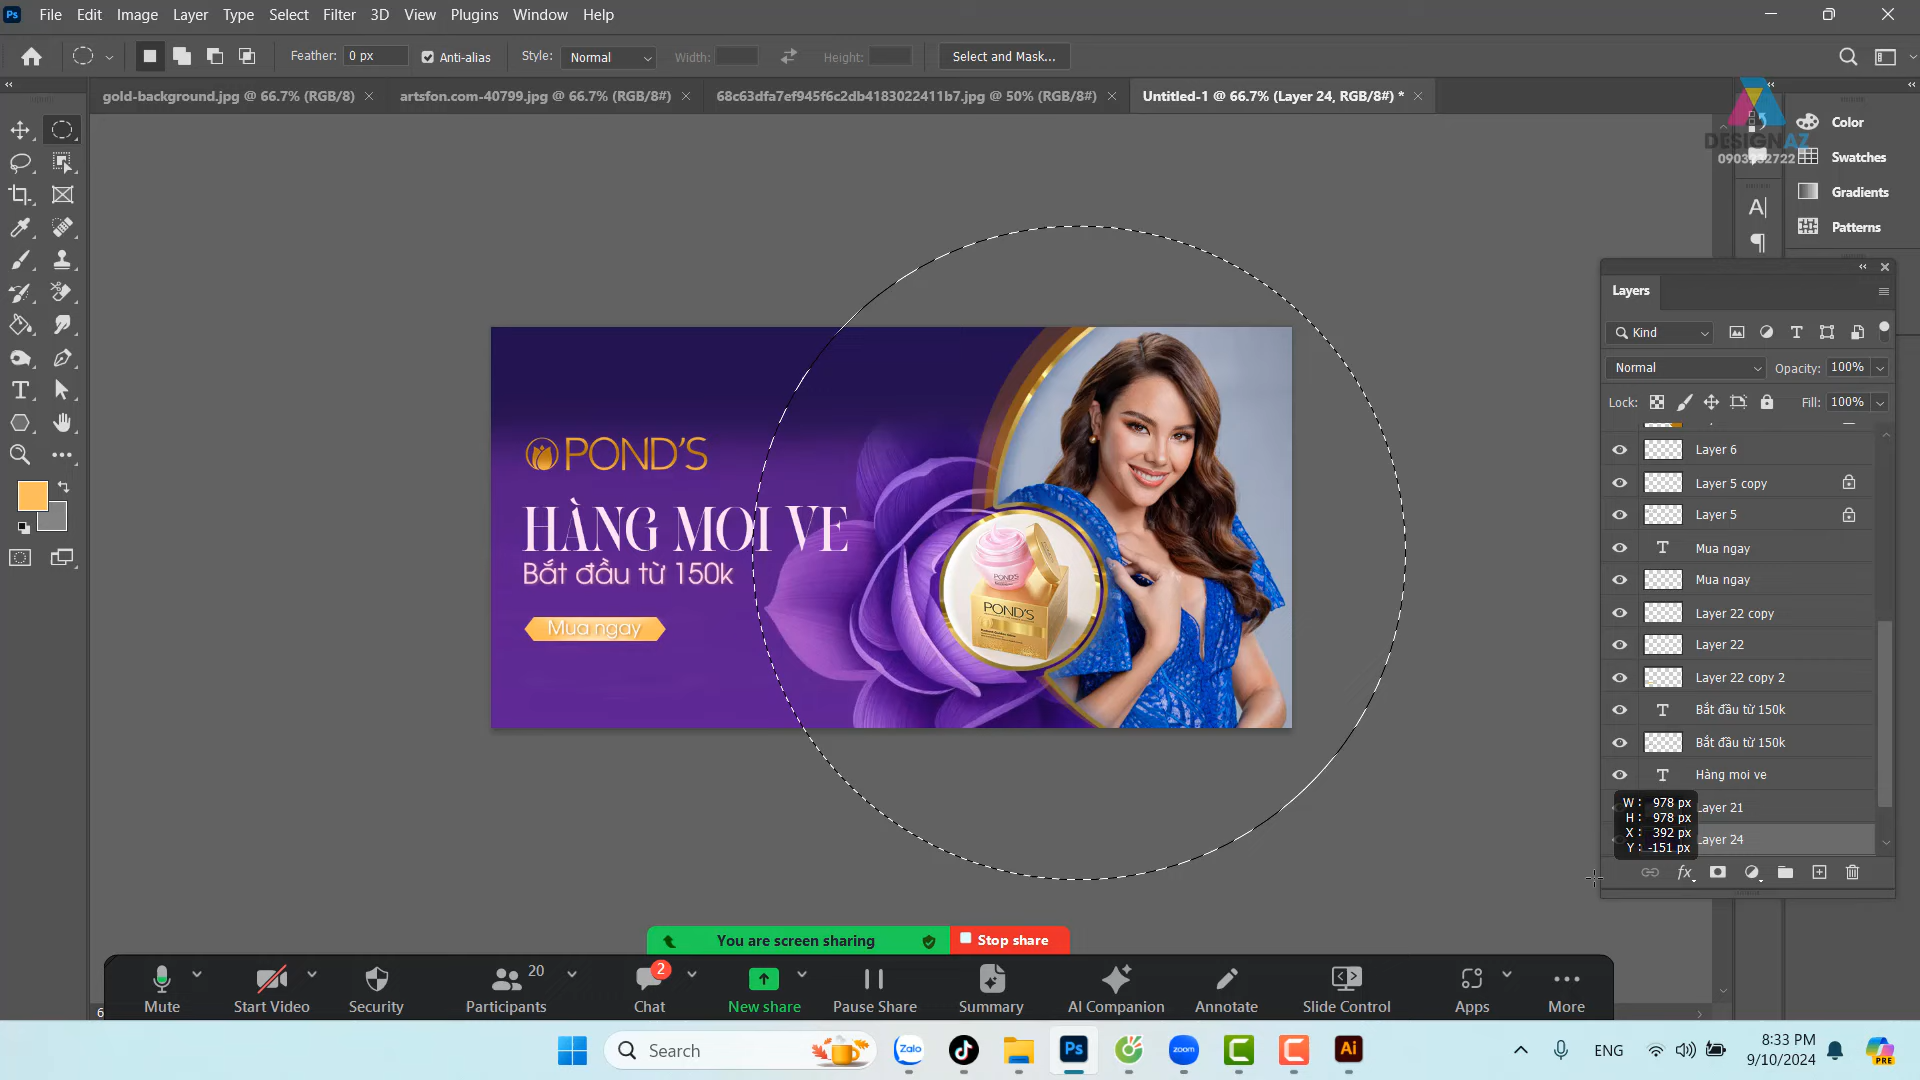 Ps File Edit Image Layer Type Select Filter 3D View Plugins Window Help
Feather: 0 px Anti-alias Style: Normal Width: Height: Select and Mask...
gold-background.jpg @ 66.7% (RGB/8) artsfon.com-40799.jpg @ 66.7% (RGB/8#) 68c63dfa7ef945f6c2db4183022411b7.jpg @ 50% (RGB/8#) Untitled-1 @ 66.7% (Layer 24, RGB/8#) *
Color
DESIGNAZ
Swatches
Gradients
Patterns
Layers
Kind
Normal Opacity: 100%
Lock: Fill: 100%
Layer 6
Layer 5 copy
Layer 5
Mua ngay
Mua ngay
Layer 22 copy
Layer 22
Layer 22 copy 2
Bắt đầu từ 150k
Bắt đầu từ 150k
Hàng moi ve
Layer 21
Layer 24
W: 978 px
H: 978 px
X: 392 px
Y: -151 px
POND'S
HÀNG MOI VE
Bắt đầu từ 150k
Mua ngay
POND'S
POND'S
You are screen sharing Stop share
Mute Start Video Security Participants 20 Chat 2 New share Pause Share Summary AI Companion Annotate Slide Control Apps More
Search Zalo Ps zoom Ai ENG 8:33 PM
9/10/2024 PRE